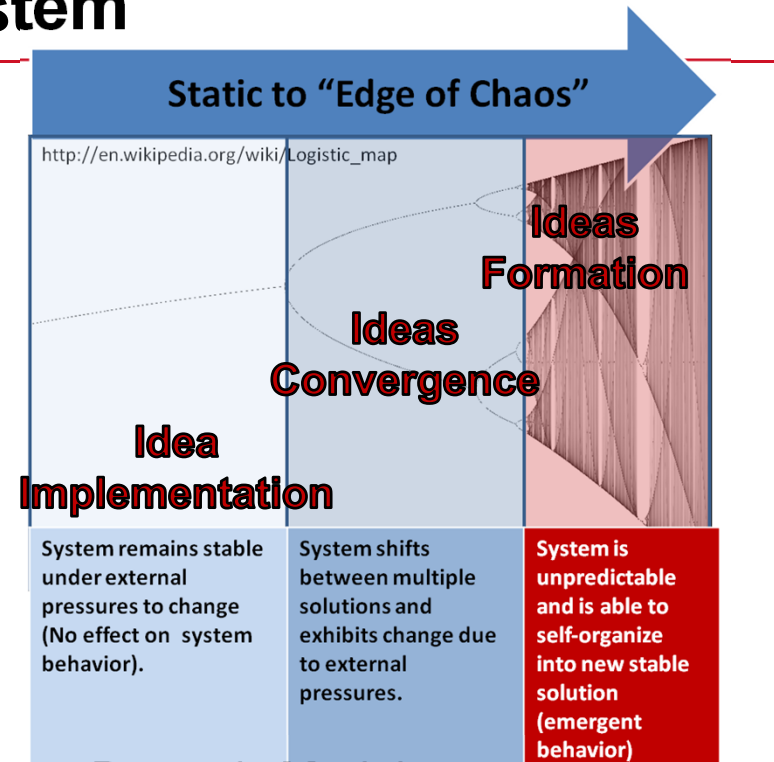 stem
Static to “Edge of Chaos”
http://en.wikipedia.org/wiki/Logistic_map
Ideas
Formation
Ideas
Convergence
Idea
Implementation
System remains stable
under external
pressures to change
(No effect on system
behavior).
System shifts
between multiple
solutions and
exhibits change due
to external
pressures.
System is
unpredictable
and is able to
self-organize
into new stable
solution
(emergent
behavior)